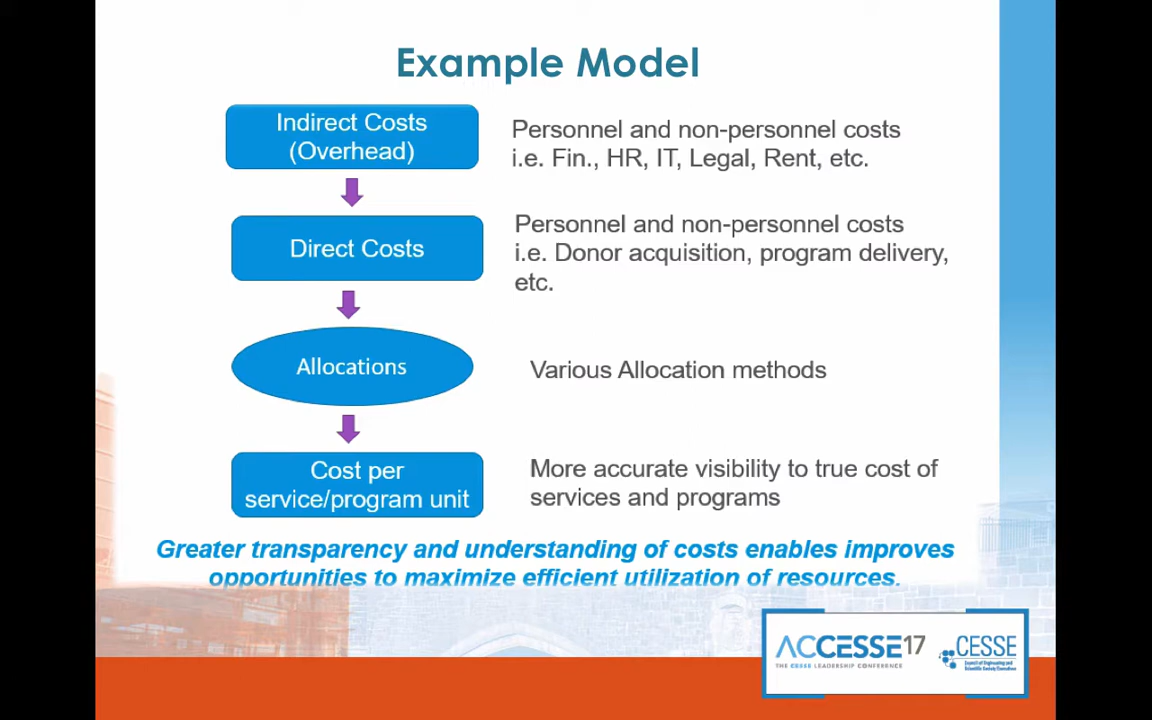 Example Model
Indirect Costs
(Overhead)
Personnel and non-personnel costs
i.e. Fin., HR, IT, Legal, Rent, etc.
Direct Costs
Personnel and non-personnel costs
i.e. Donor acquisition, program delivery,
etc.
Allocations
Various Allocation methods
Cost per
service/program unit
More accurate visibility to true cost of
services and programs
Greater transparency and understanding of costs enables improves
opportunities to maximize efficient utilization of resources.
ACCESSE17
THE CESSE LEADERSHIP CONFERENCE
CESSE
Council of Engineering and
Scientific Society Executives